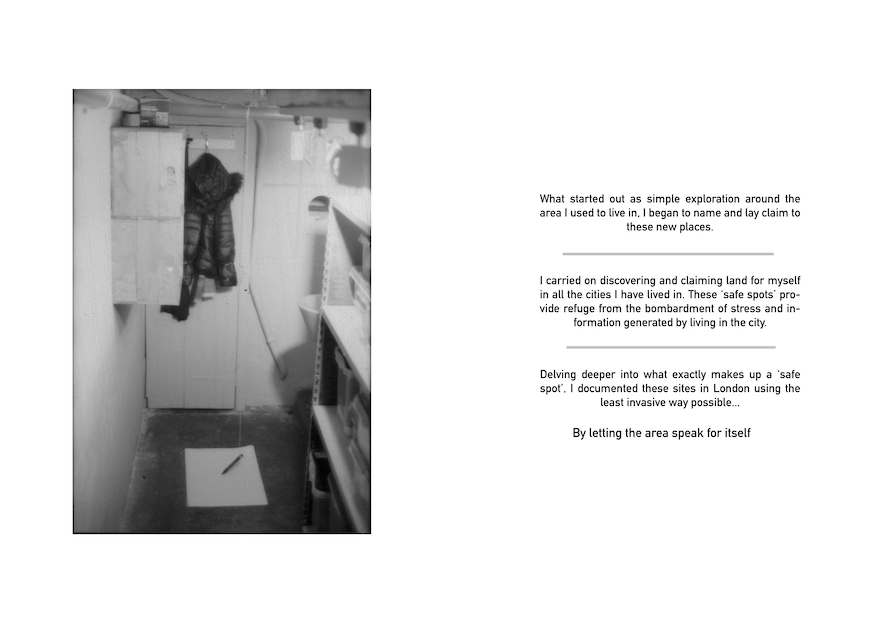 What started out as simple exploration around the
area I used to live in, I began to name and lay claim to
these new places.
I carried on discovering and claiming land for myself
in all the cities I have lived in. These ‘safe spots’ pro-
vide refuge from the bombardment of stress and in-
formation generated by living in the city.
Delving deeper into what exactly makes up a ‘safe
spot’, I documented these sites in London using the
least invasive way possible...
By letting the area speak for itself